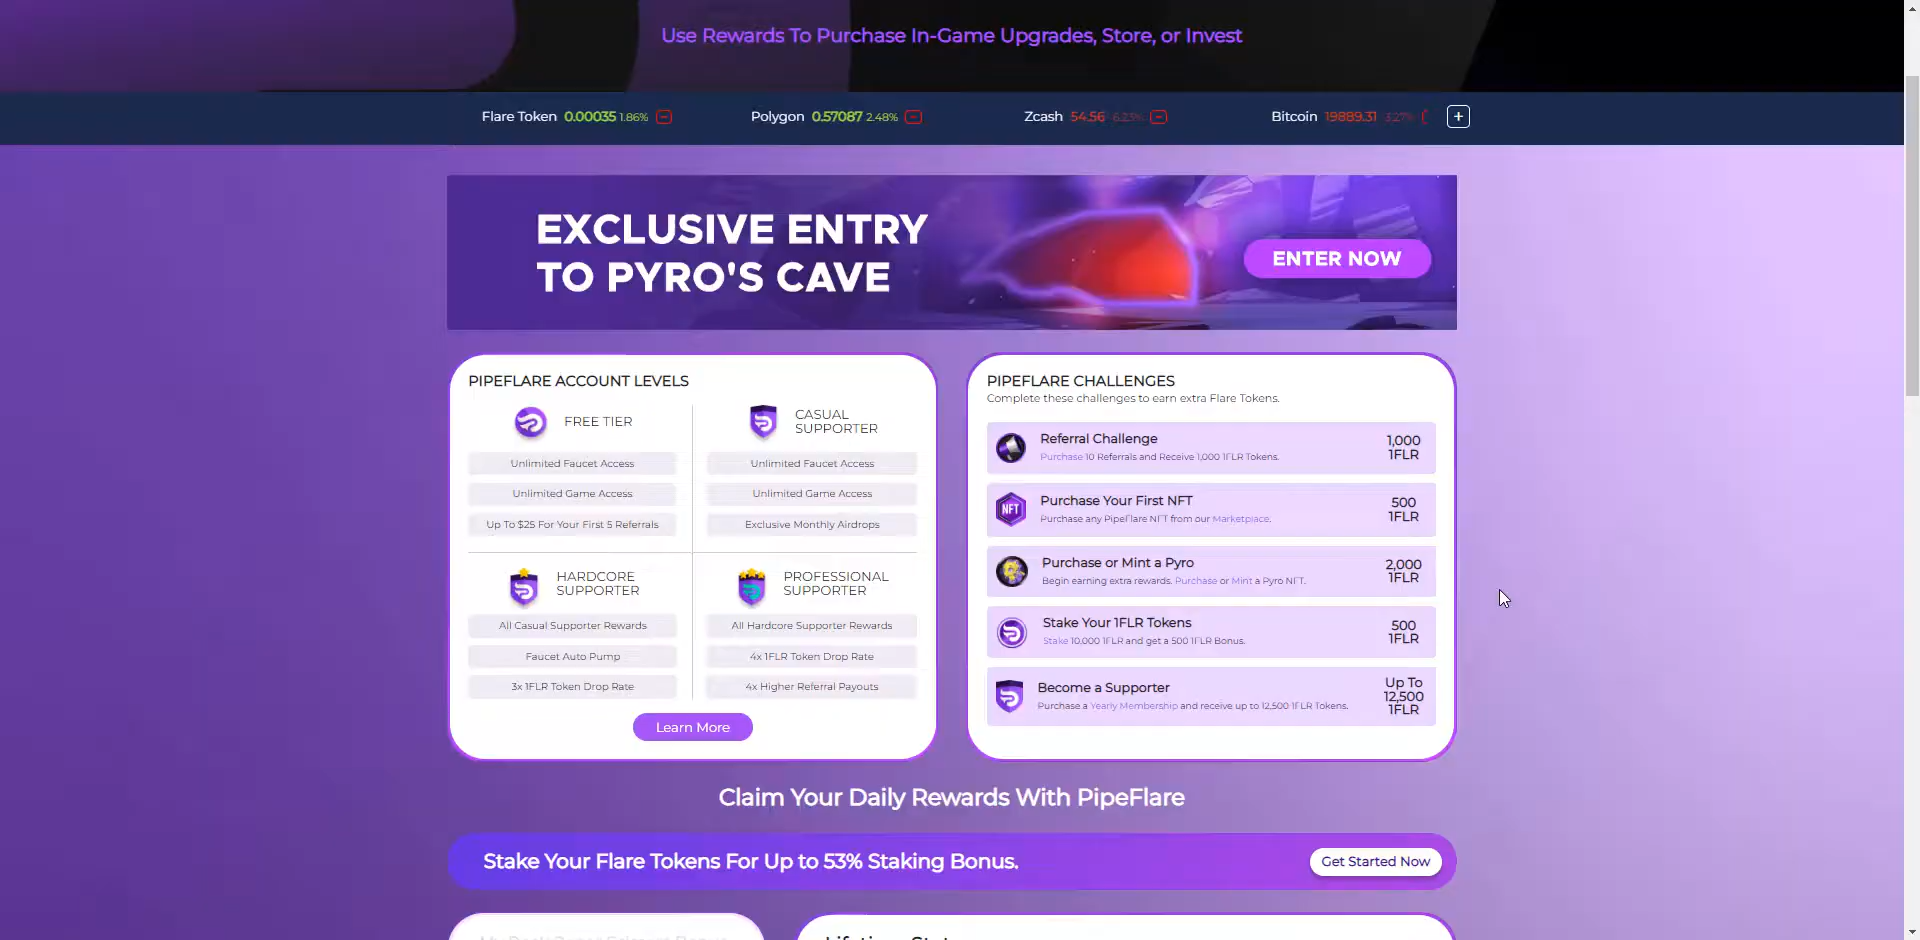 Use Rewards To Purchase In-Game Upgrades, Store, or Invest
Flare Token 0.00035 1.86% Polygon 0.57087 2.48% Zcash 54.56 6.23% Bitcoin 19889.31 3.27%
EXCLUSIVE ENTRY
TO PYRO'S CAVE
ENTER NOW
PIPEFLARE ACCOUNT LEVELS
FREE TIER
Unlimited Faucet Access
Unlimited Game Access
Up To $25 For Your First 5 Referrals
CASUAL
SUPPORTER
Unlimited Faucet Access
Unlimited Game Access
Exclusive Monthly Airdrops
HARDCORE
SUPPORTER
All Casual Supporter Rewards
Faucet Auto Pump
3x 1FLR Token Drop Rate
PROFESSIONAL
SUPPORTER
All Hardcore Supporter Rewards
4x 1FLR Token Drop Rate
4x Higher Referral Payouts
Learn More
PIPEFLARE CHALLENGES
Complete these challenges to earn extra Flare Tokens.
Referral Challenge
Purchase 10 Referrals and Receive 1,000 1FLR Tokens.
1,000
1FLR
NFT
Purchase Your First NFT
Purchase any PipeFlare NFT from our Marketplace.
500
1FLR
Purchase or Mint a Pyro
Begin earning extra rewards. Purchase or Mint a Pyro NFT.
2,000
1FLR
Stake Your 1FLR Tokens
Stake 10,000 1FLR and get a 500 1FLR Bonus.
500
1FLR
Become a Supporter
Purchase a Yearly Membership and receive up to 12,500 1FLR Tokens.
Up To
12,500
1FLR
Claim Your Daily Rewards With PipeFlare
Stake Your Flare Tokens For Up to 53% Staking Bonus.
Get Started Now